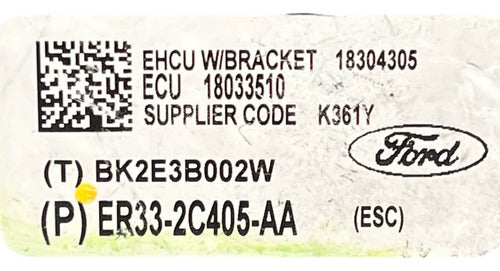 EHCU W/BRACKET 18304305
ECU 18033510
SUPPLIER CODE K361Y
Ford
(T) BK2E3B002W
(P) ER33-2C405-AA (ESC)